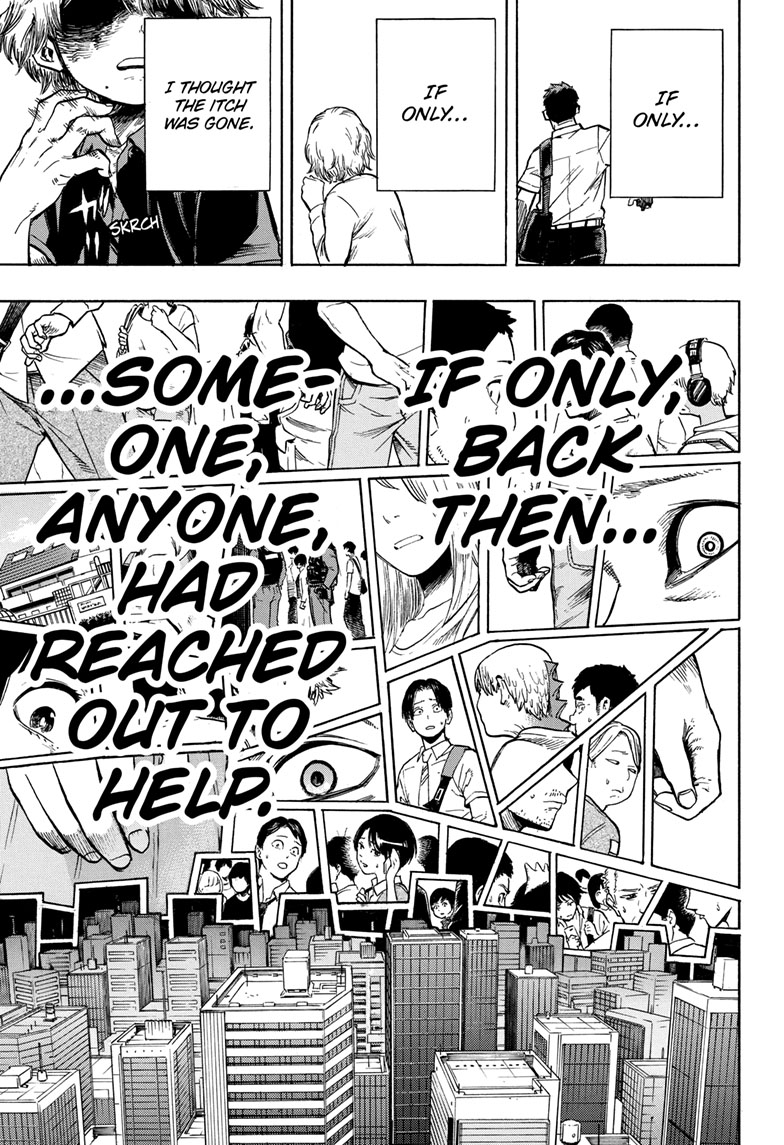 IF
ONLY...
IF
ONLY...
I THOUGHT
THE ITCH
WAS GONE.
SKRCH
IF ONLY,
BACK
THEN...
...SOME-
ONE,
ANYONE,
HAD
REACHED
OUT TO
HELP.